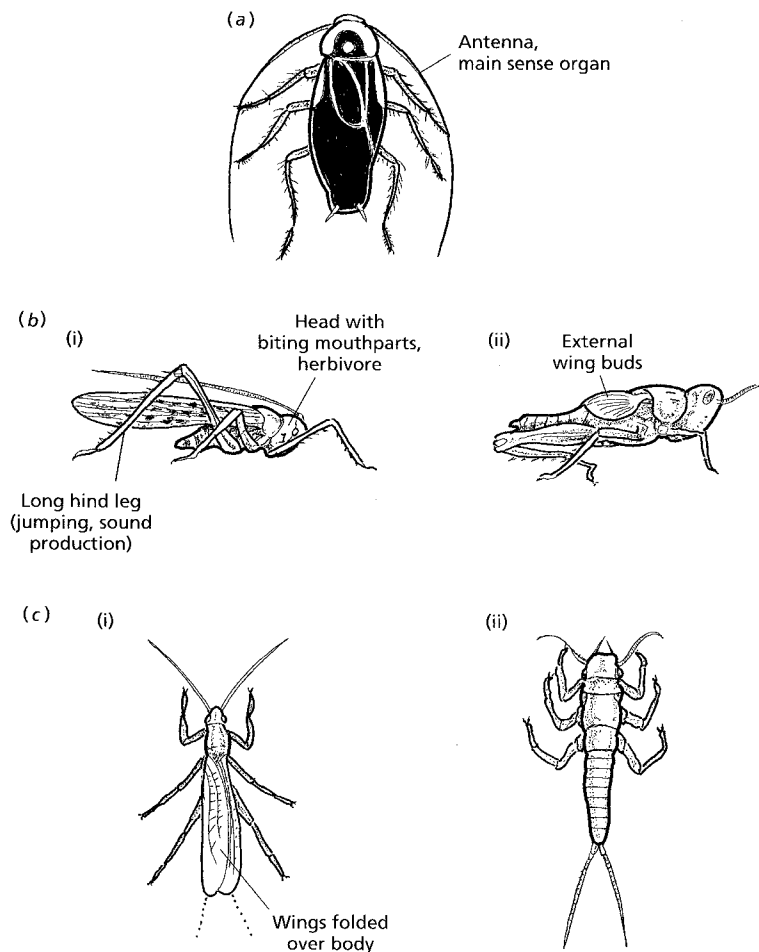 (a)
Antenna,
main sense organ
(b)
(i)
Head with
biting mouthparts,
herbivore
(ii)
External
wing buds
Long hind leg
(jumping, sound
production)
(c)
(i)
(ii)
Wings folded
over body